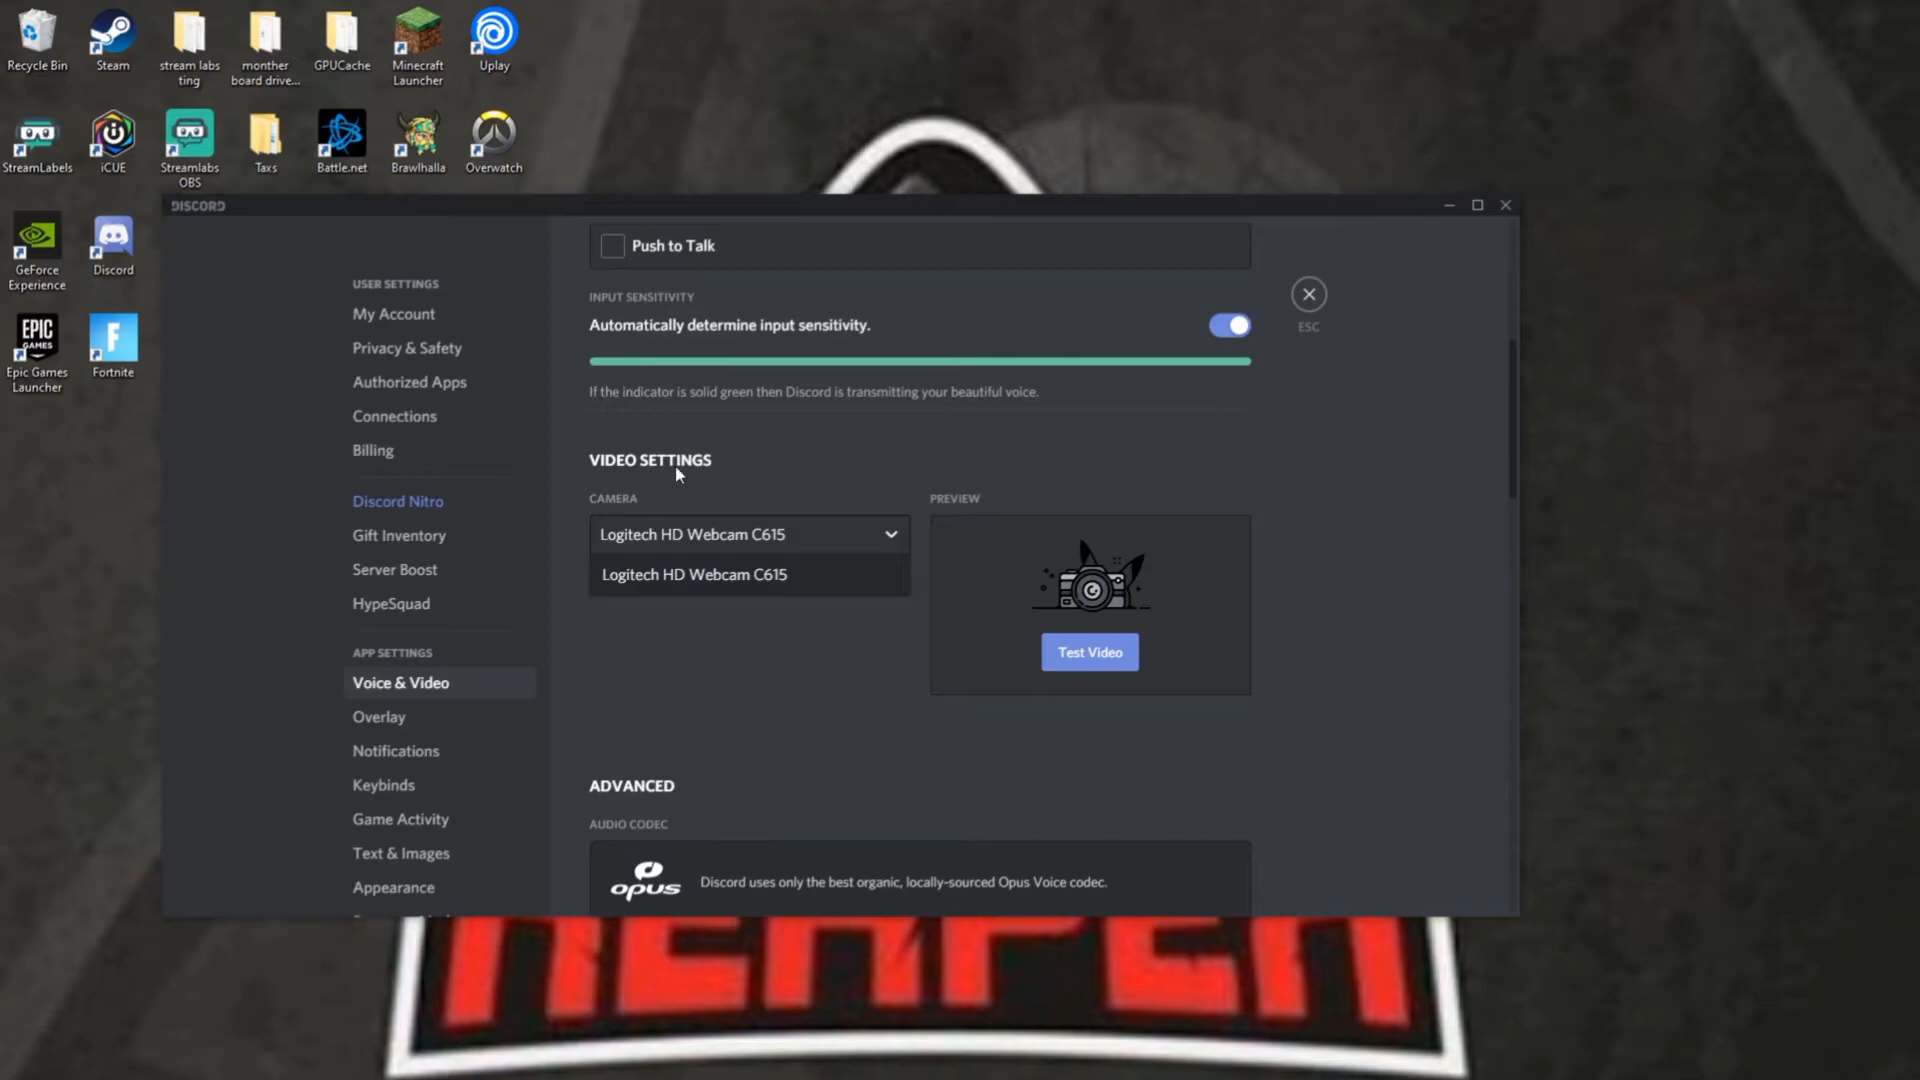 Recycle Bin
Steam
stream labs
ting
monther
board drive...
GPUCache
Minecraft
Launcher
Uplay
StreamLabels
iCUE
Streamlabs
OBS
Taxs
Battle.net
Brawlhalla
Overwatch
GeForce
Experience
Discord
EPIC
GAMES
Epic Games
Launcher
F
Fortnite
DISCORD
USER SETTINGS
My Account
Privacy & Safety
Authorized Apps
Connections
Billing
Discord Nitro
Gift Inventory
Server Boost
HypeSquad
APP SETTINGS
Voice & Video
Overlay
Notifications
Keybinds
Game Activity
Text & Images
Appearance
Push to Talk
INPUT SENSITIVITY
Automatically determine input sensitivity.
If the indicator is solid green then Discord is transmitting your beautiful voice.
VIDEO SETTINGS
CAMERA
Logitech HD Webcam C615
Logitech HD Webcam C615
PREVIEW
Test Video
ADVANCED
AUDIO CODEC
opus
Discord uses only the best organic, locally-sourced Opus Voice codec.
ESC
REAPER